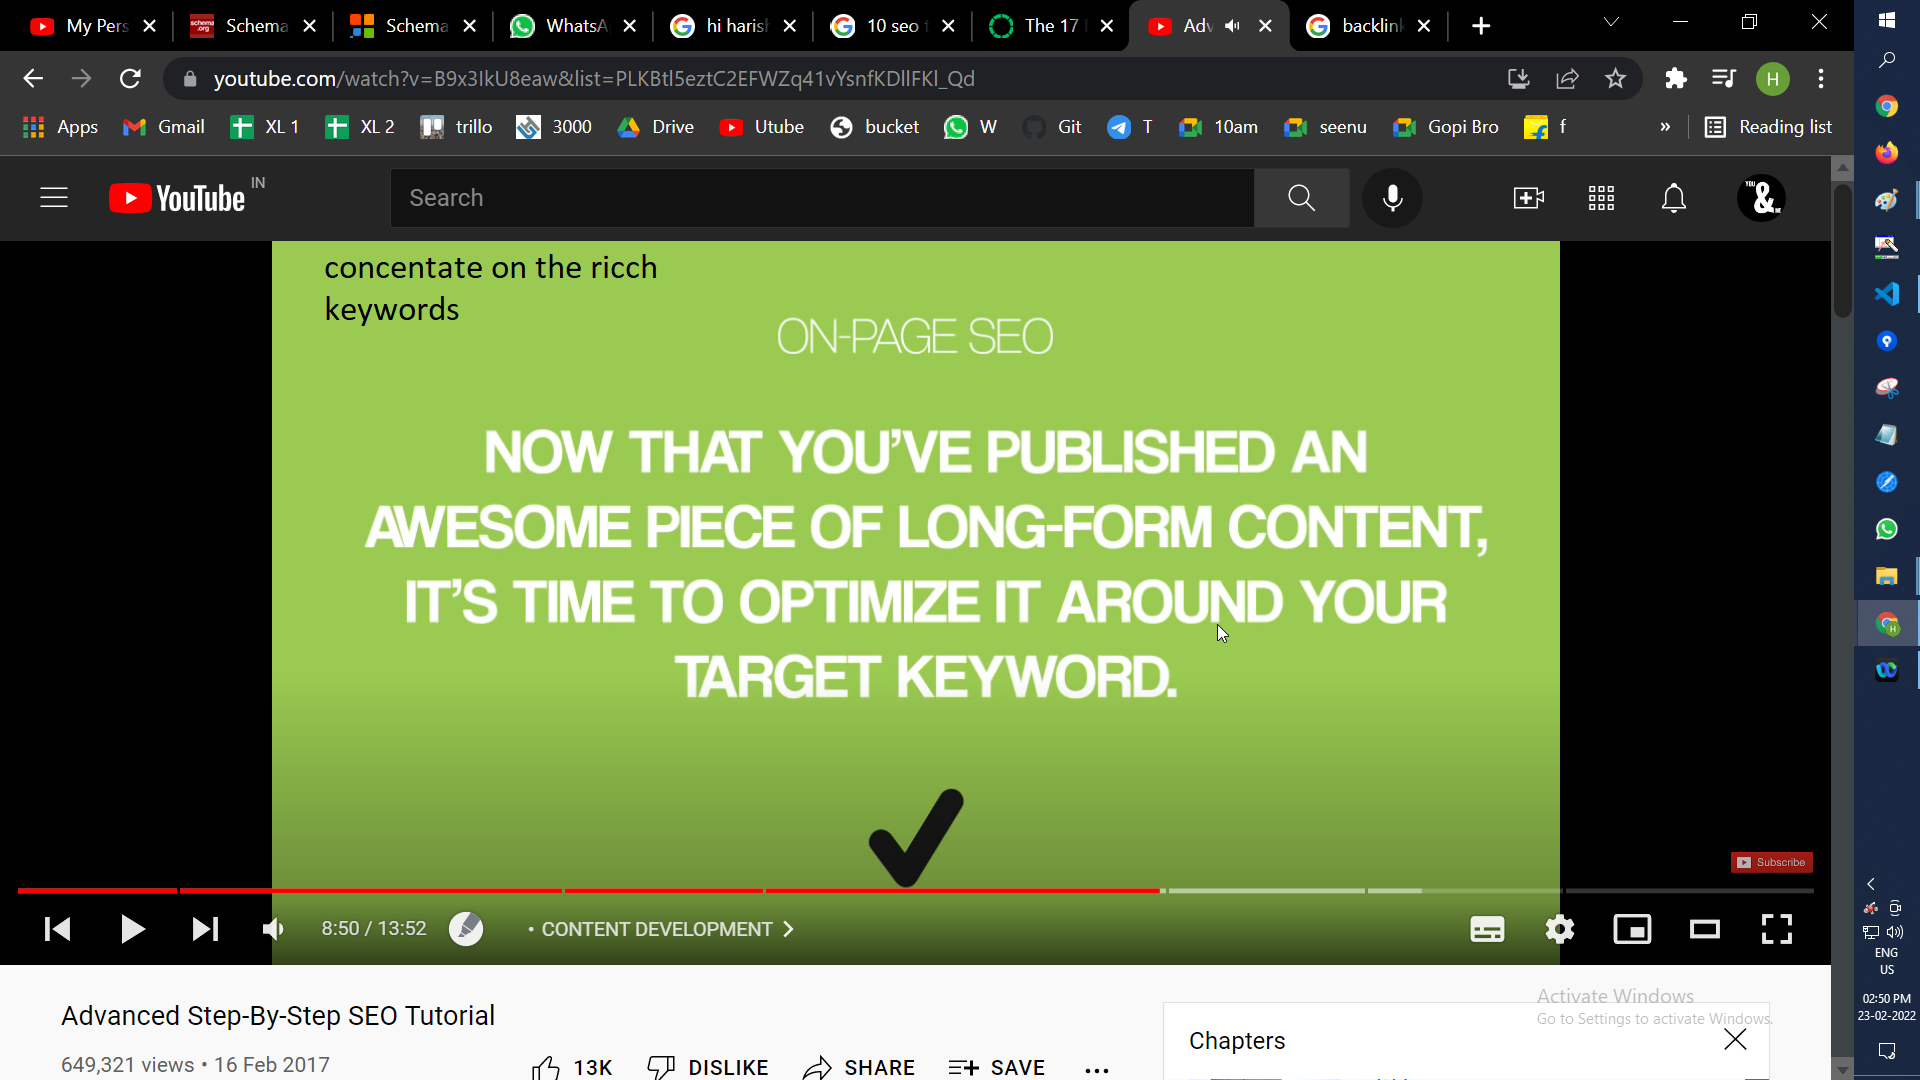 My Pers
Schema
Schema
WhatsA
hi harish
10 seo t
The 17
Adv
backlink
youtube.com/watch?v=B9x3IkU8eaw&list=PLKBtl5eztC2EFWZq41vYsnfKDllFKl_Qd
H
Apps
Gmail
XL 1
XL 2
trillo
3000
Drive
Utube
bucket
W
Git
T
10am
seenu
Gopi Bro
f
»
Reading list
YouTube IN
Search
concentate on the ricch
keywords
ON-PAGE SEO
NOW THAT YOU'VE PUBLISHED AN
AWESOME PIECE OF LONG-FORM CONTENT,
IT'S TIME TO OPTIMIZE IT AROUND YOUR
TARGET KEYWORD.
Subscribe
8:50 / 13:52
• CONTENT DEVELOPMENT
Advanced Step-By-Step SEO Tutorial
649,321 views • 16 Feb 2017
13K
DISLIKE
SHARE
SAVE
Chapters
Activate Windows
Go to Settings to activate Windows.
ENG
US
02:50 PM
23-02-2022